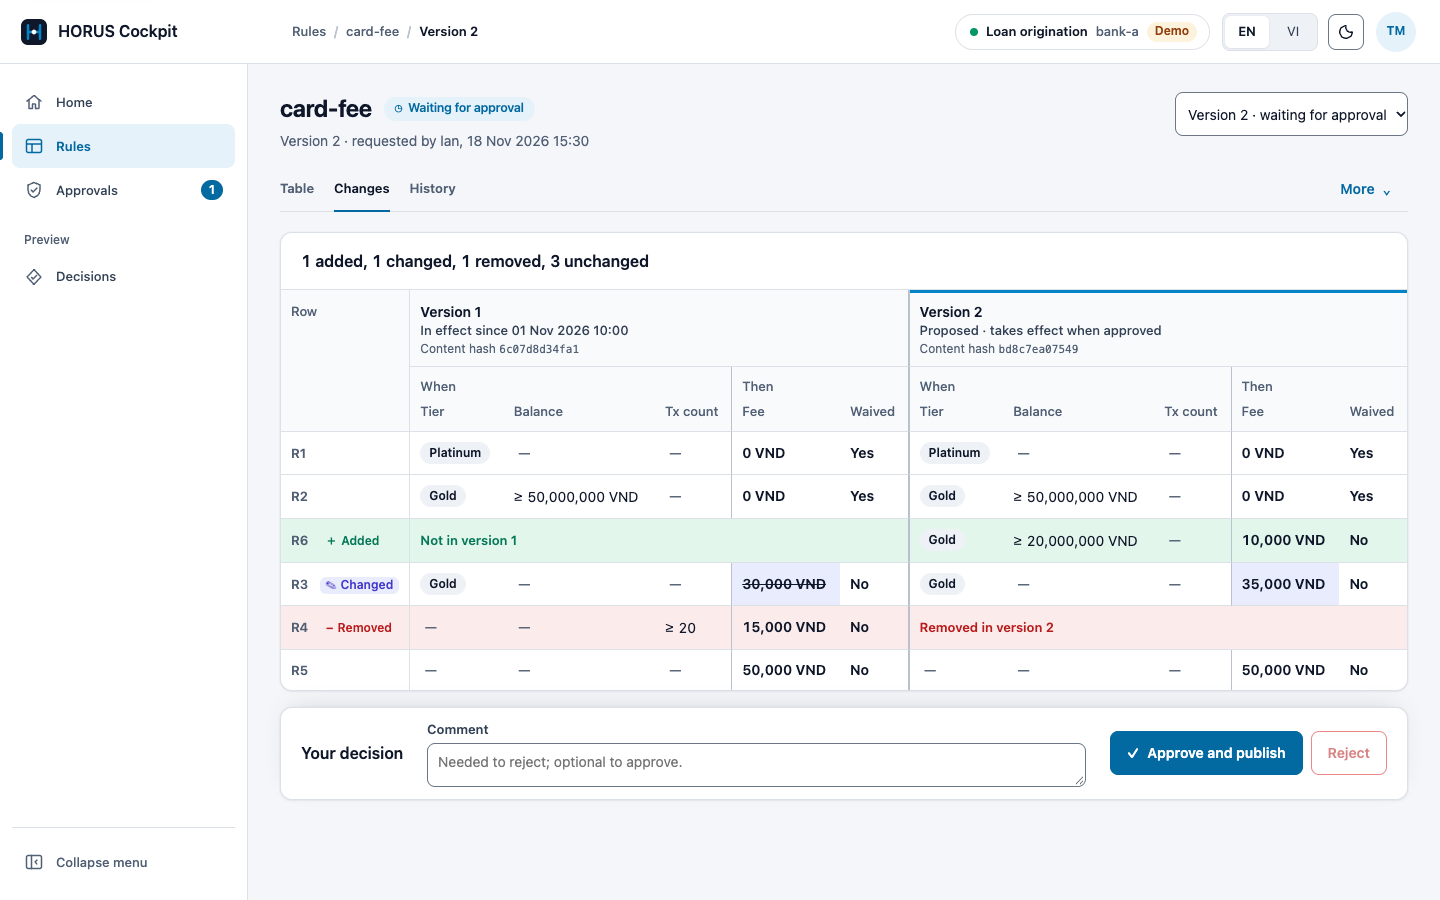 HORUS Cockpit
Rules / card-fee / Version 2
Loan origination bank-a Demo
EN VI
TM
Home
Rules
Approvals 1
Preview
Decisions
Collapse menu
card-fee Waiting for approval
Version 2 · requested by lan, 18 Nov 2026 15:30
Version 2 · waiting for approval
Table Changes History
More
1 added, 1 changed, 1 removed, 3 unchanged
Row
Version 1
In effect since 01 Nov 2026 10:00
Content hash 6c07d8d34fa1
Version 2
Proposed · takes effect when approved
Content hash bd8c7ea07549
When Then When Then
Tier Balance Tx count Fee Waived Tier Balance Tx count Fee Waived
R1 Platinum — — 0 VND Yes Platinum — — 0 VND Yes
R2 Gold ≥ 50,000,000 VND — 0 VND Yes Gold ≥ 50,000,000 VND — 0 VND Yes
R6 + Added Not in version 1 Gold ≥ 20,000,000 VND — 10,000 VND No
R3 ✎ Changed Gold — — 30,000 VND No Gold — — 35,000 VND No
R4 − Removed — — ≥ 20 15,000 VND No Removed in version 2
R5 — — — 50,000 VND No — — — 50,000 VND No
Your decision
Comment
Needed to reject; optional to approve.
✓ Approve and publish
Reject